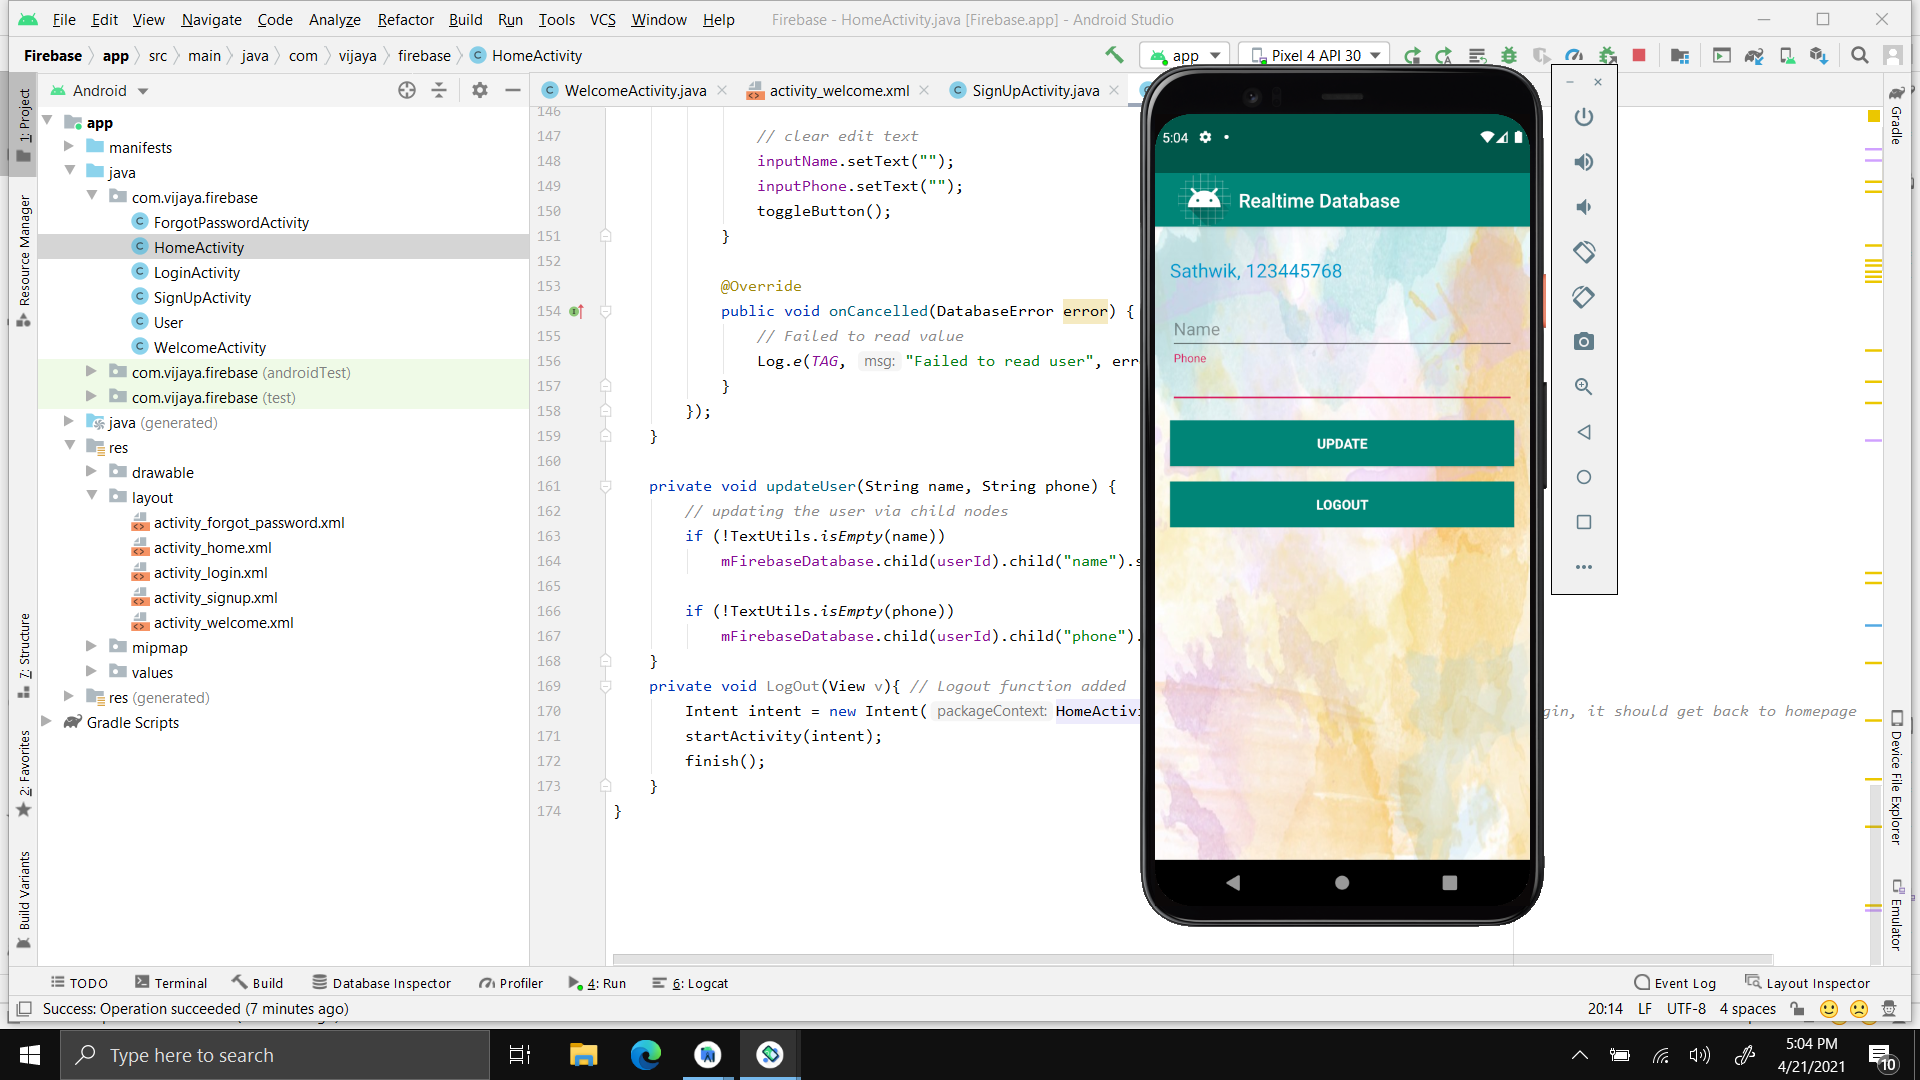 File Edit View Navigate Code Analyze Refactor Build Run Tools VCS Window Help Firebase - HomeActivity.java [Firebase.app] - Android Studio
Firebase app src main java com vijaya firebase HomeActivity app Pixel 4 API 30
Android
WelcomeActivity.java activity_welcome.xml SignUpActivity.java
1: Project
Resource Manager
7: Structure
2: Favorites
Build Variants
app
manifests
java
com.vijaya.firebase
ForgotPasswordActivity
HomeActivity
LoginActivity
SignUpActivity
User
WelcomeActivity
com.vijaya.firebase (androidTest)
com.vijaya.firebase (test)
java (generated)
res
drawable
layout
activity_forgot_password.xml
activity_home.xml
activity_login.xml
activity_signup.xml
activity_welcome.xml
mipmap
values
res (generated)
Gradle Scripts
146
147 // clear edit text
148 inputName.setText("");
149 inputPhone.setText("");
150 toggleButton();
151 }
152
153 @Override
154 public void onCancelled(DatabaseError error) {
155 // Failed to read value
156 Log.e(TAG, msg: "Failed to read user", err
157 }
158 });
159 }
160
161 private void updateUser(String name, String phone) {
162 // updating the user via child nodes
163 if (!TextUtils.isEmpty(name))
164 mFirebaseDatabase.child(userId).child("name").s
165
166 if (!TextUtils.isEmpty(phone))
167 mFirebaseDatabase.child(userId).child("phone").
168 }
169 private void LogOut(View v){ // Logout function added
170 Intent intent = new Intent( packageContext: HomeActivi gin, it should get back to homepage
171 startActivity(intent);
172 finish();
173 }
174 }
5:04
Realtime Database
Sathwik, 123445768
Name
Phone
UPDATE
LOGOUT
Gradle
Device File Explorer
Emulator
TODO Terminal Build Database Inspector Profiler 4: Run 6: Logcat Event Log Layout Inspector
Success: Operation succeeded (7 minutes ago) 20:14 LF UTF-8 4 spaces
Type here to search
5:04 PM
4/21/2021
10